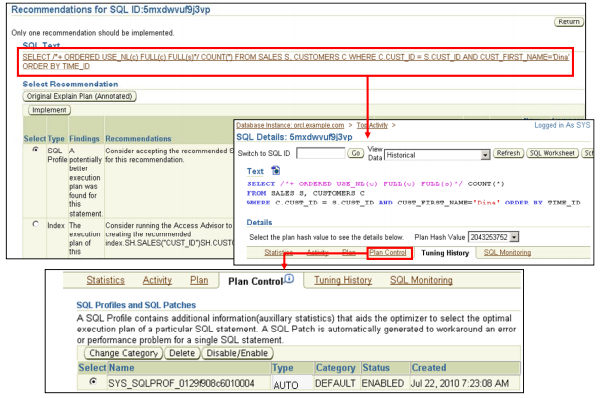 Recommendations for SQL ID:5mxdwvuf9j3vp
Return
Only one recommendation should be implemented.
SQL Text
SELECT /*+ ORDERED USE_NL(c) FULL(c) FULL(s)*/ COUNT(*) FROM SALES S, CUSTOMERS C WHERE C.CUST_ID = S.CUST_ID AND CUST_FIRST_NAME='Dina'
ORDER BY TIME_ID
Select Recommendation
Original Explain Plan (Annotated)
Implement
Select Type Findings Recommendations
SQL Profile A potentially better execution plan was found for this statement. Consider accepting the recommended S for this recommendation.
Index The execution plan of this Consider running the Access Advisor to creating the recommended index.SH.SALES("CUST_ID")SH.CUST
Database Instance: orcl.example.com > Top Activity >
Logged in As SYS
SQL Details: 5mxdwvuf9j3vp
Switch to SQL ID Go View Data Historical Refresh SQL Worksheet Sch
Text
SELECT /*+ ORDERED USE_NL(c) FULL(c) FULL(s)*/ COUNT(*)
FROM SALES S, CUSTOMERS C
WHERE C.CUST_ID = S.CUST_ID AND CUST_FIRST_NAME='Dina' ORDER BY TIME_ID
Details
Select the plan hash value to see the details below. Plan Hash Value 2043253752
Statistics Activity Plan Plan Control Tuning History SQL Monitoring
Statistics Activity Plan Plan Control Tuning History SQL Monitoring
SQL Profiles and SQL Patches
A SQL Profile contains additional information(auxillary statistics) that aids the optimizer to select the optimal
execution plan of a particular SQL statement. A SQL Patch is automatically generated to workaround an error
or performance problem for a single SQL statement.
Change Category Delete Disable/Enable
Select Name Type Category Status Created
SYS_SQLPROF_0129f908c6010004 AUTO DEFAULT ENABLED Jul 22, 2010 7:23:08 AM